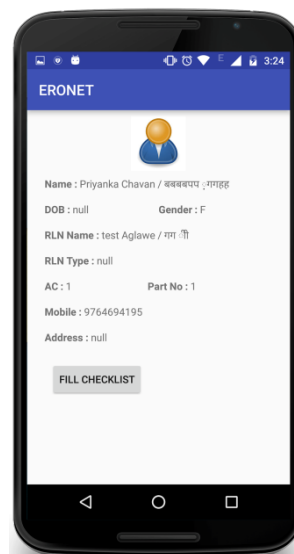 E 3:24
ERONET
Name : Priyanka Chavan / बबबबपप ़गगहह
DOB : null Gender : F
RLN Name : test Aglawe / गग ीी
RLN Type : null
AC : 1 Part No : 1
Mobile : 9764694195
Address : null
FILL CHECKLIST